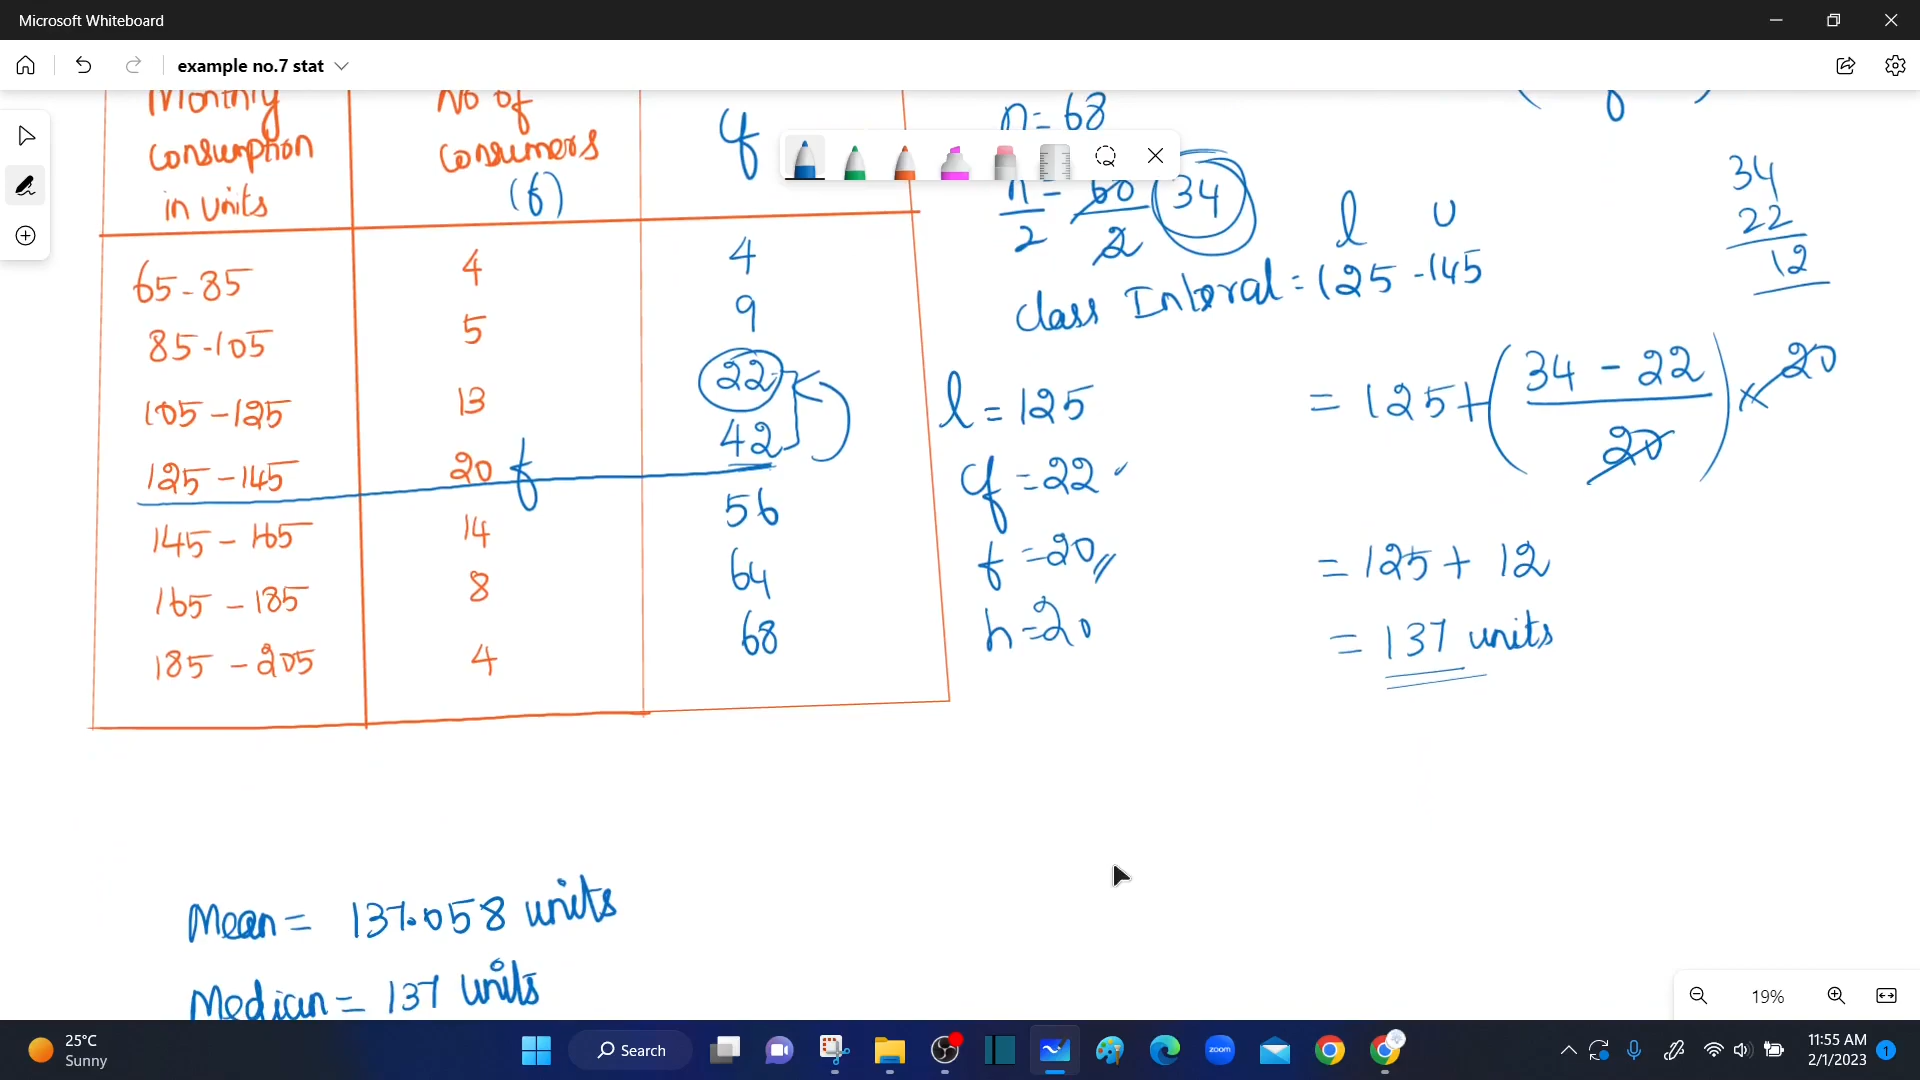 Microsoft Whiteboard
example no.7 stat
Monthly consumption in units
No of consumers (f)
cf
65-85 4 4
85-105 5 9
105-125 13 22
125-145 20 f 42
145-165 14 56
165-185 8 64
185-205 4 68
n=68
n/2 = 68/2 34
l u
class Interval = 125-145
l = 125
cf = 22
f = 20
h = 20
34
22
12
= 125+(34-22/20)×20
= 125+12
= 137 units
Mean = 137.058 units
Median = 137 units
19%
25°C
Sunny
Search
zoom
11:55 AM
2/1/2023
1